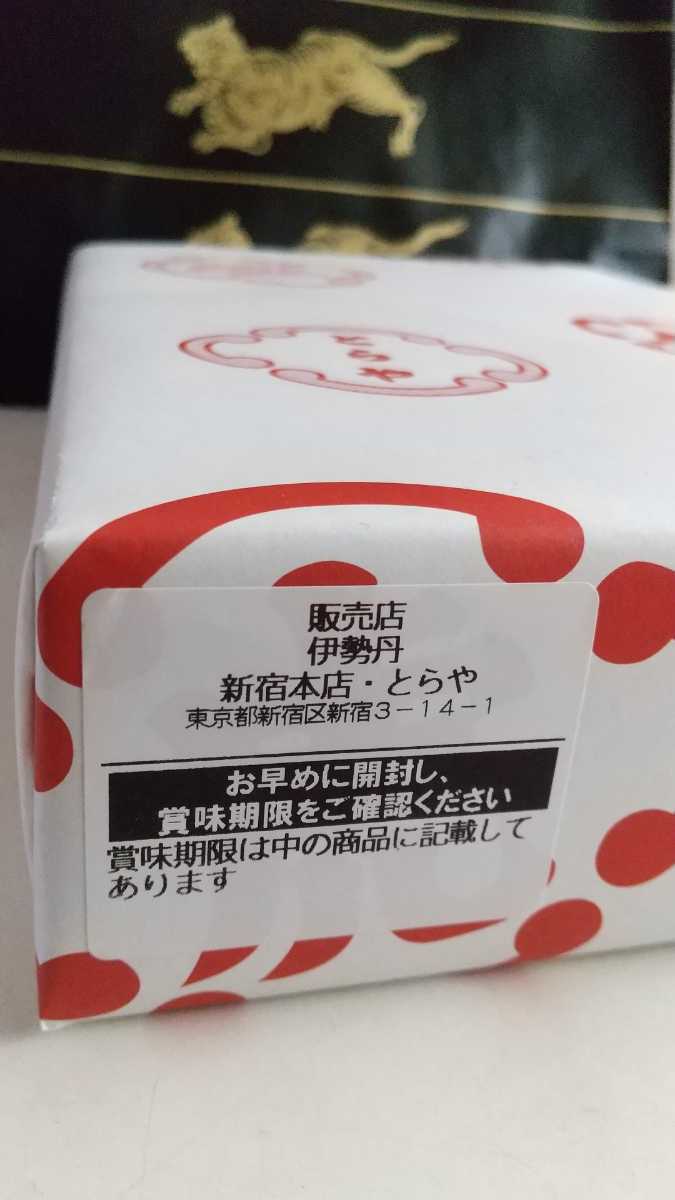 とらや
販売店
伊勢丹
新宿本店・とらや
東京都新宿区新宿3-14-1
お早めに開封し、
賞味期限をご確認ください
賞味期限は中の商品に記載して
あります